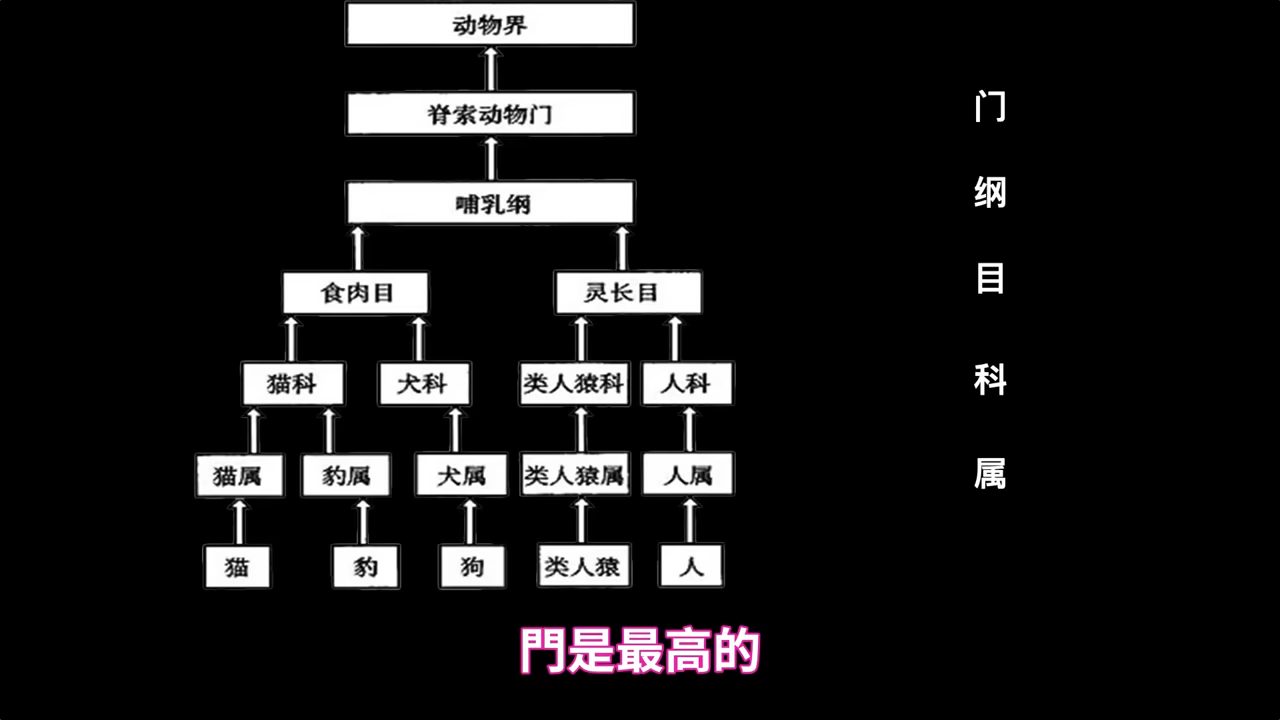 动物界
脊索动物门
门
哺乳纲
纲
食肉目
灵长目
目
猫科
犬科
类人猿科
人科
科
猫属
豹属
犬属
类人猿属
人属
属
猫
豹
狗
类人猿
人
門是最高的